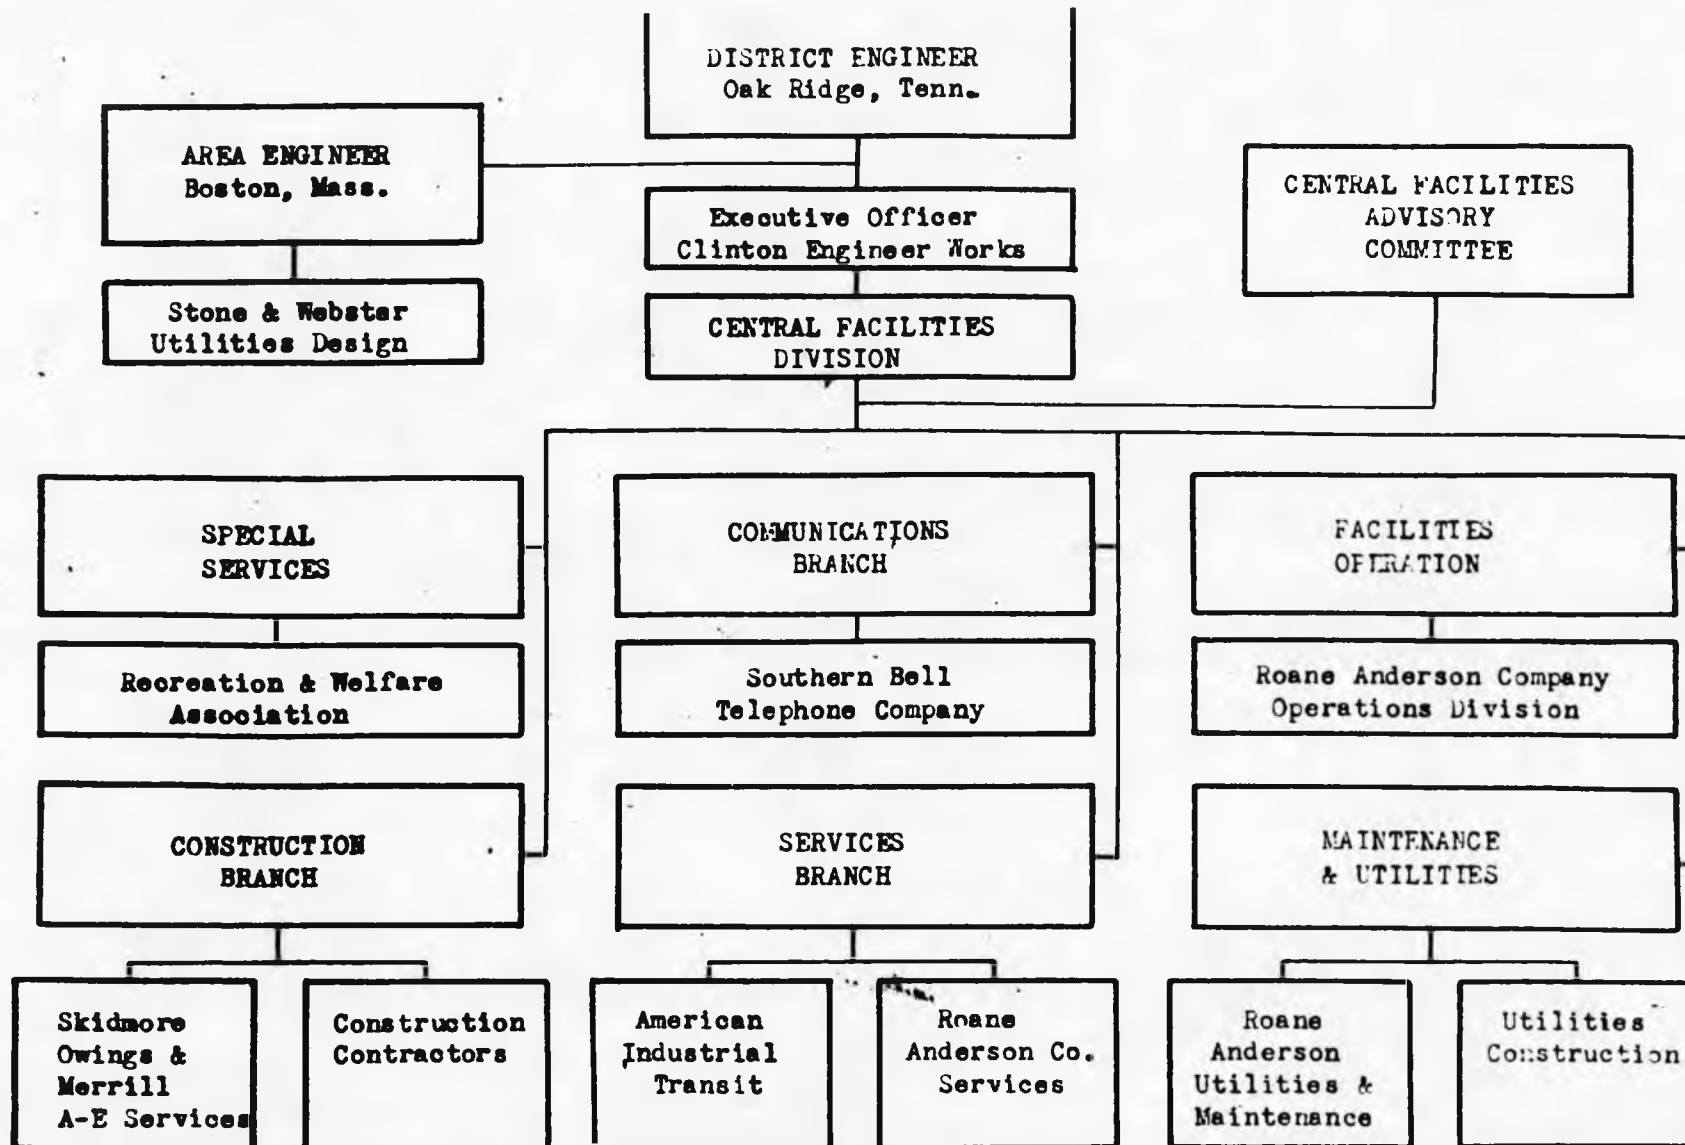 DISTRICT ENGINEER
Oak Ridge, Tenn.
AREA ENGINEER
Boston, Mass.
Executive Officer
Clinton Engineer Works
CENTRAL FACILITIES
ADVISORY
COMMITTEE
Stone & Webster
Utilities Design
CENTRAL FACILITIES
DIVISION
SPECIAL
SERVICES
COMMUNICATIONS
BRANCH
FACILITIES
OPERATION
Recreation & Welfare
Association
Southern Bell
Telephone Company
Roane Anderson Company
Operations Division
CONSTRUCTION
BRANCH
SERVICES
BRANCH
MAINTENANCE
& UTILITIES
Skidmore
Owings &
Merrill
A-E Services
Construction
Contractors
American
Industrial
Transit
Roane
Anderson Co.
Services
Roane
Anderson
Utilities &
Maintenance
Utilities
Construction